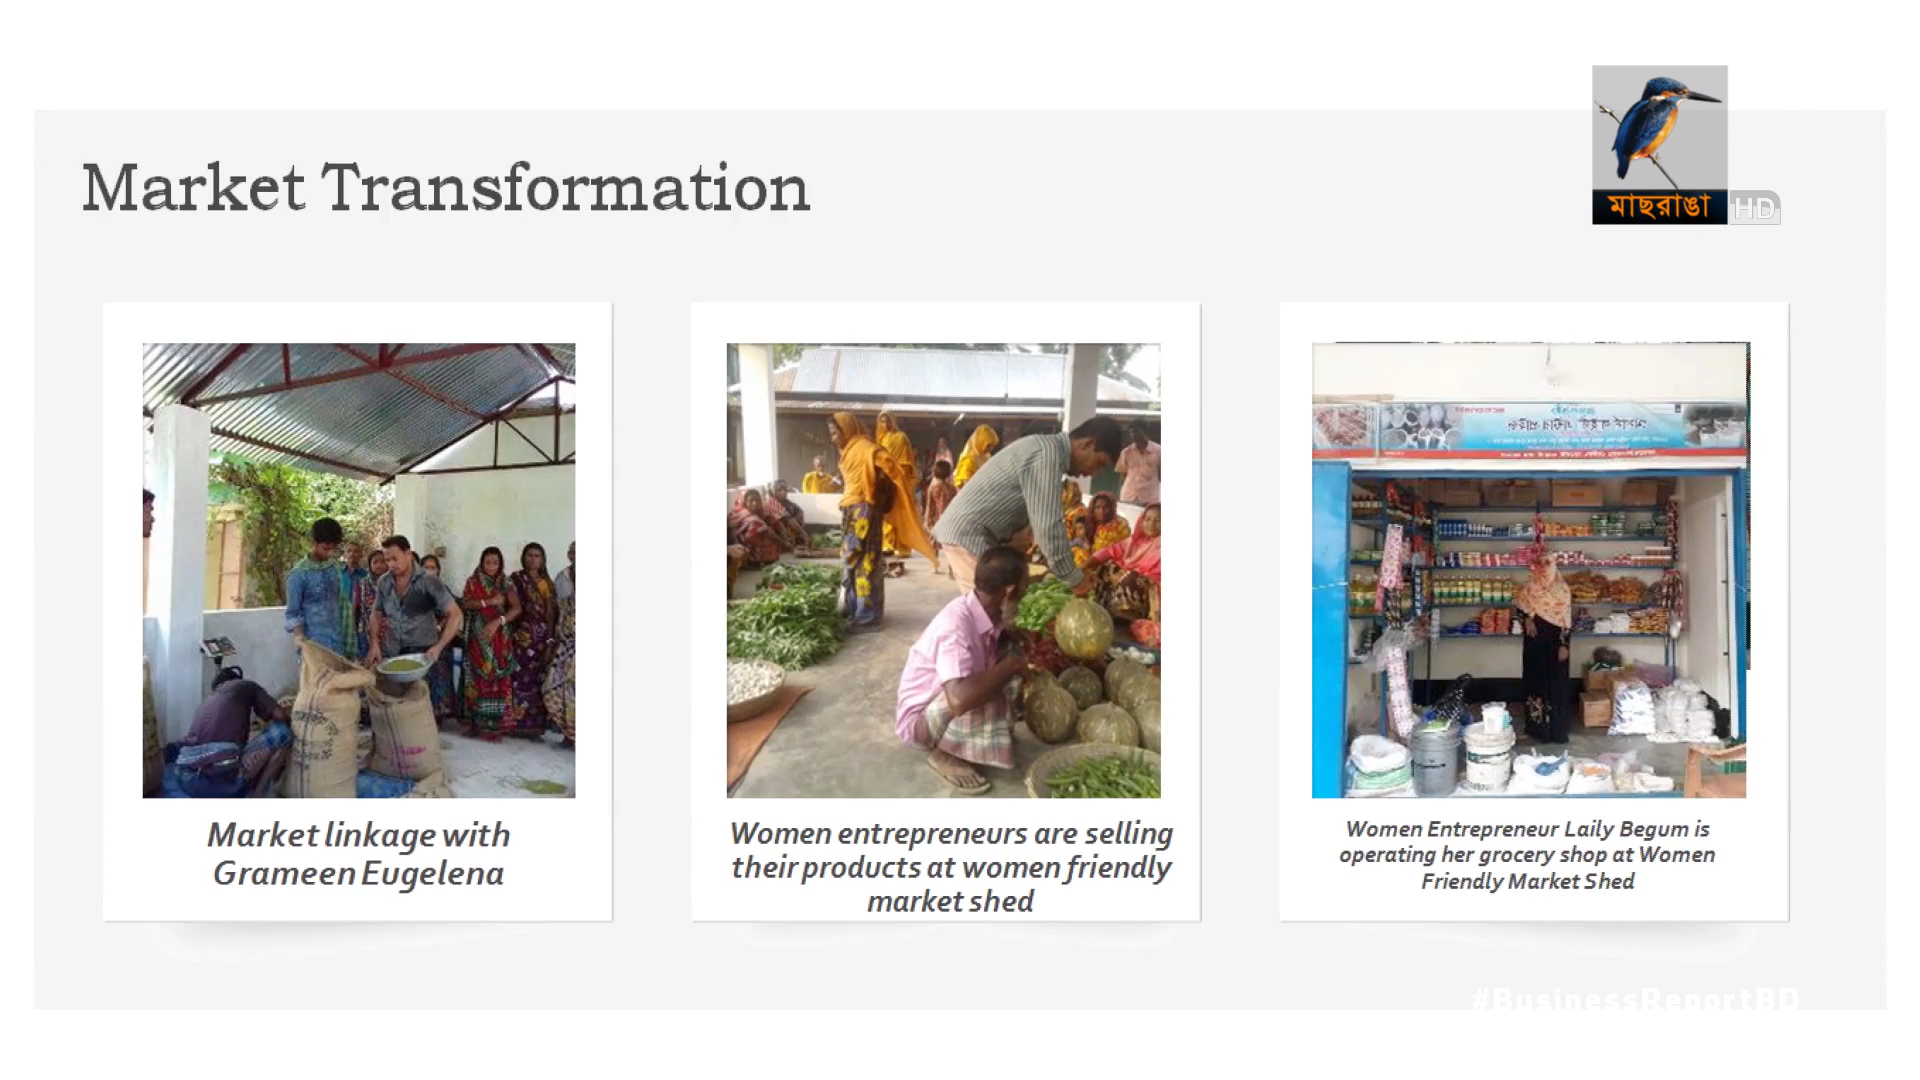 Market Transformation
মাছরাঙা
HD
Market linkage with
Grameen Eugelena
Women entrepreneurs are selling
their products at women friendly
market shed
Women Entrepreneur Laily Begum is
operating her grocery shop at Women
Friendly Market Shed
#BusinessReportBD